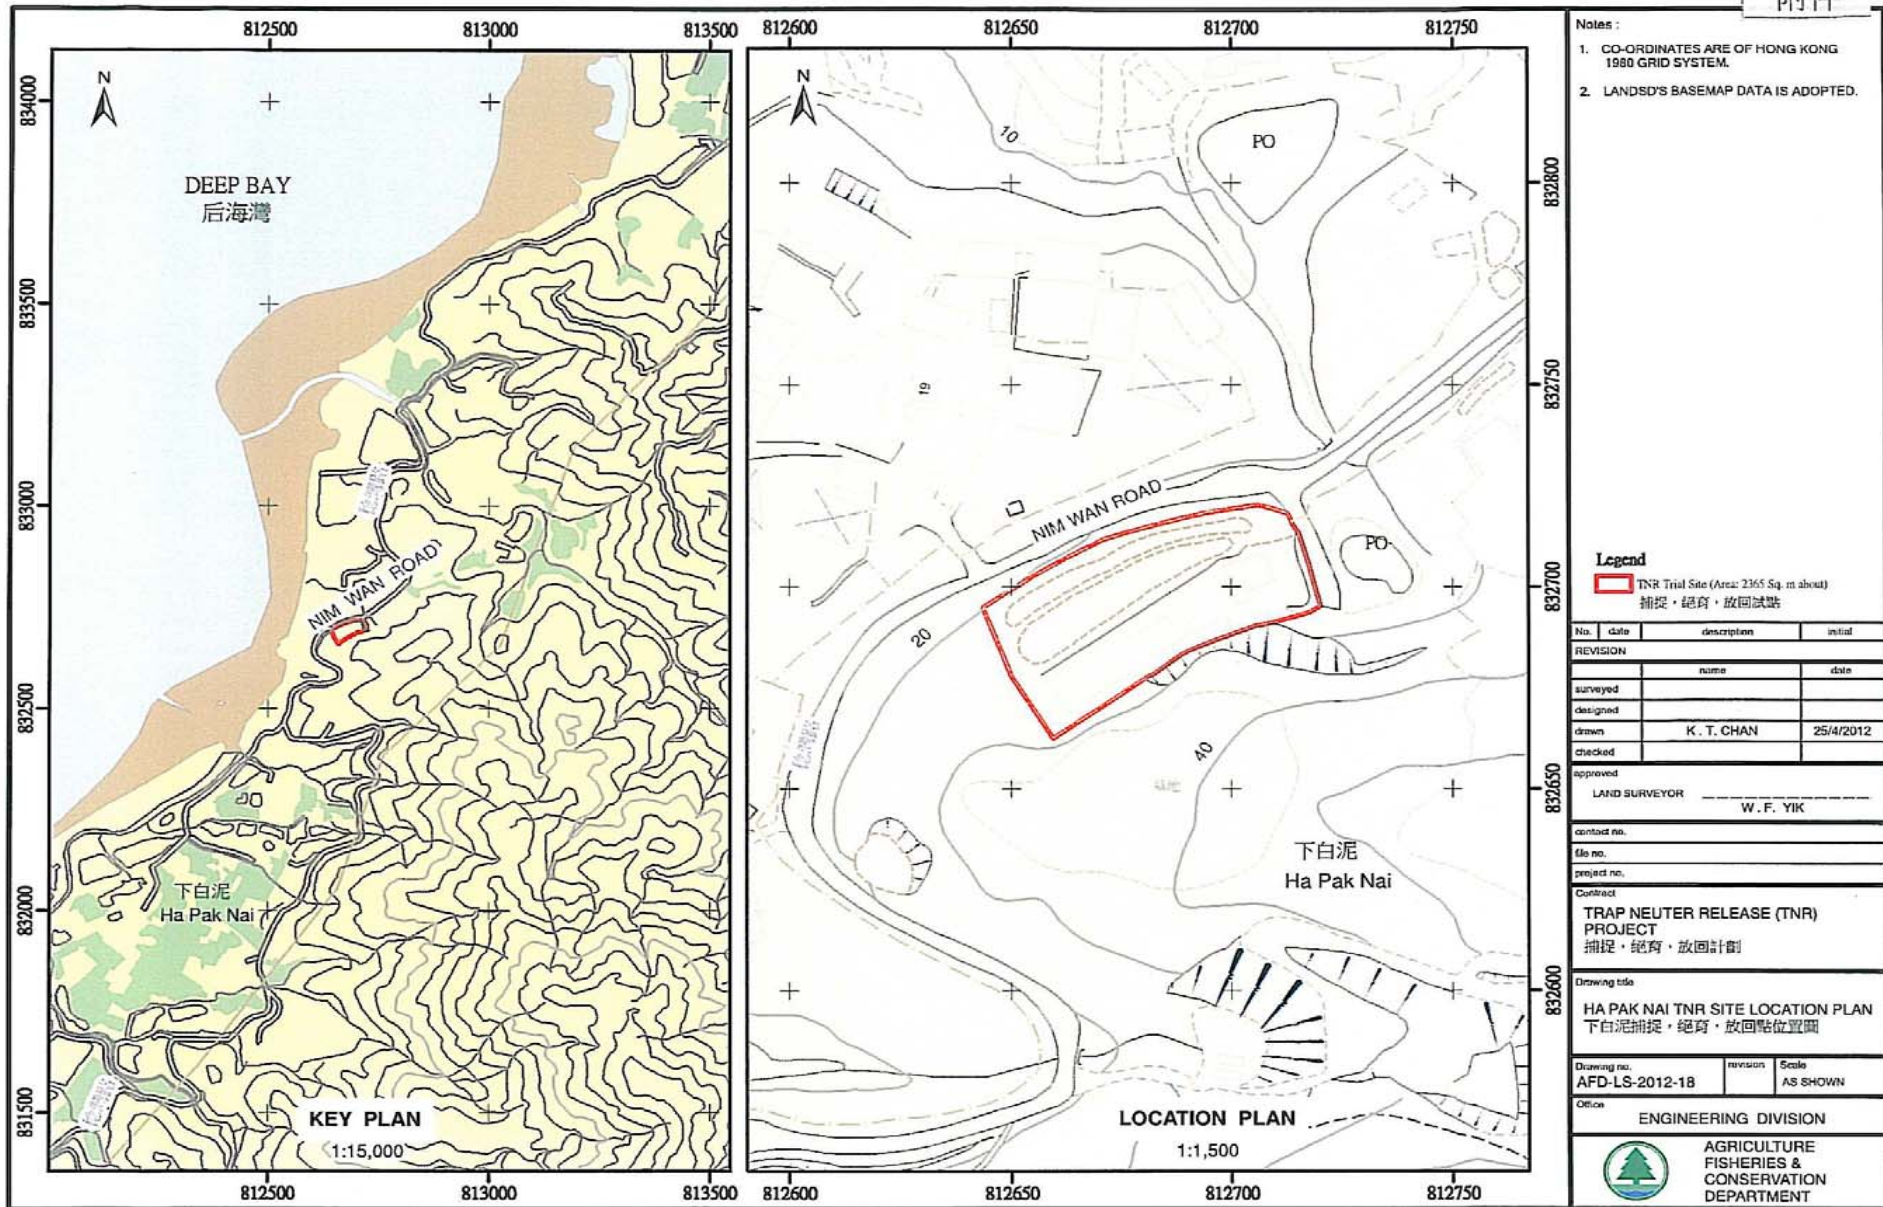 812500
813000
813500
812600
812650
812700
812750
834000
833500
833000
832500
832000
831500
N
DEEP BAY
后海灣
NIM WAN ROAD
下白泥
Ha Pak Nai
KEY PLAN
1:15,000
812500
813000
813500
N
10
PO
19
NIM WAN ROAD
PO
20
40
下白泥
Ha Pak Nai
LOCATION PLAN
1:1,500
832800
832750
832700
832650
832600
812600
812650
812700
812750
Notes :
1. CO-ORDINATES ARE OF HONG KONG
1980 GRID SYSTEM.
2. LANDSD'S BASEMAP DATA IS ADOPTED.
Legend
TNR Trial Site (Area: 2365 Sq. m about)
捕捉，絕育，放回試點
No. date description initial
REVISION
name date
surveyed
designed
drawn K . T. CHAN 25/4/2012
checked
approved
LAND SURVEYOR
W . F. YIK
contact no.
file no.
project no.
Contract
TRAP NEUTER RELEASE (TNR)
PROJECT
捕捉，絕育，放回計劃
Drawing title
HA PAK NAI TNR SITE LOCATION PLAN
下白泥捕捉，絕育，放回點位置圖
Drawing no. revision Scale
AFD-LS-2012-18 AS SHOWN
Office
ENGINEERING DIVISION
AGRICULTURE
FISHERIES &
CONSERVATION
DEPARTMENT